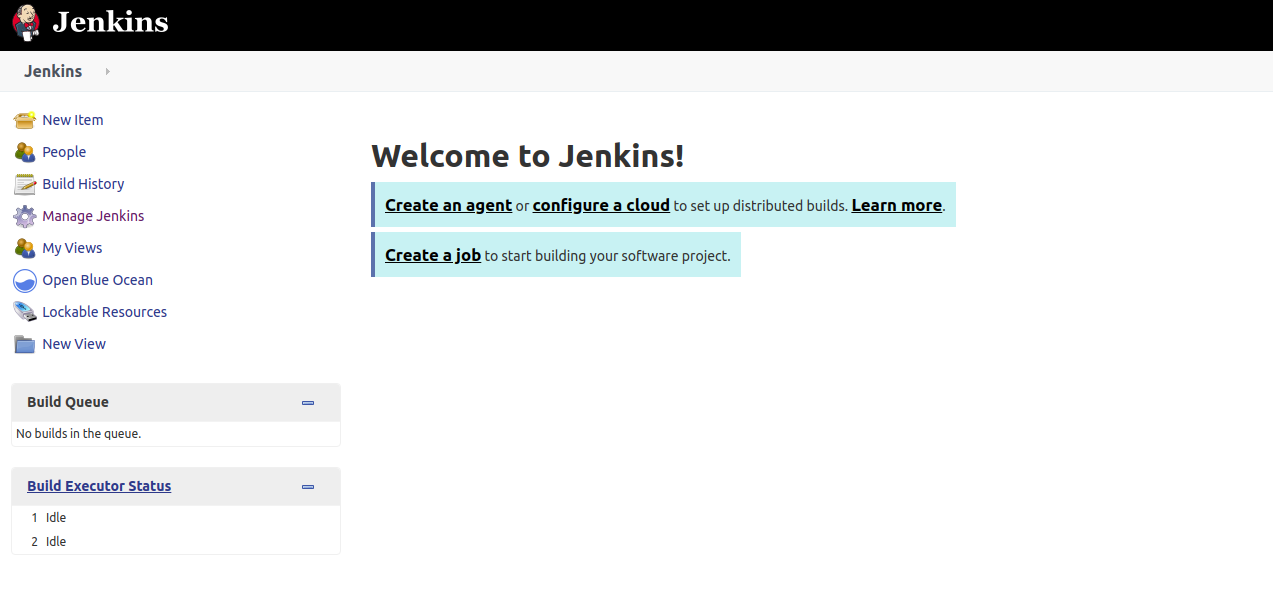 Jenkins
Jenkins
New Item
People
Build History
Manage Jenkins
My Views
Open Blue Ocean
Lockable Resources
New View
Build Queue
No builds in the queue.
Build Executor Status
1 Idle
2 Idle
Welcome to Jenkins!
Create an agent or configure a cloud to set up distributed builds. Learn more.
Create a job to start building your software project.